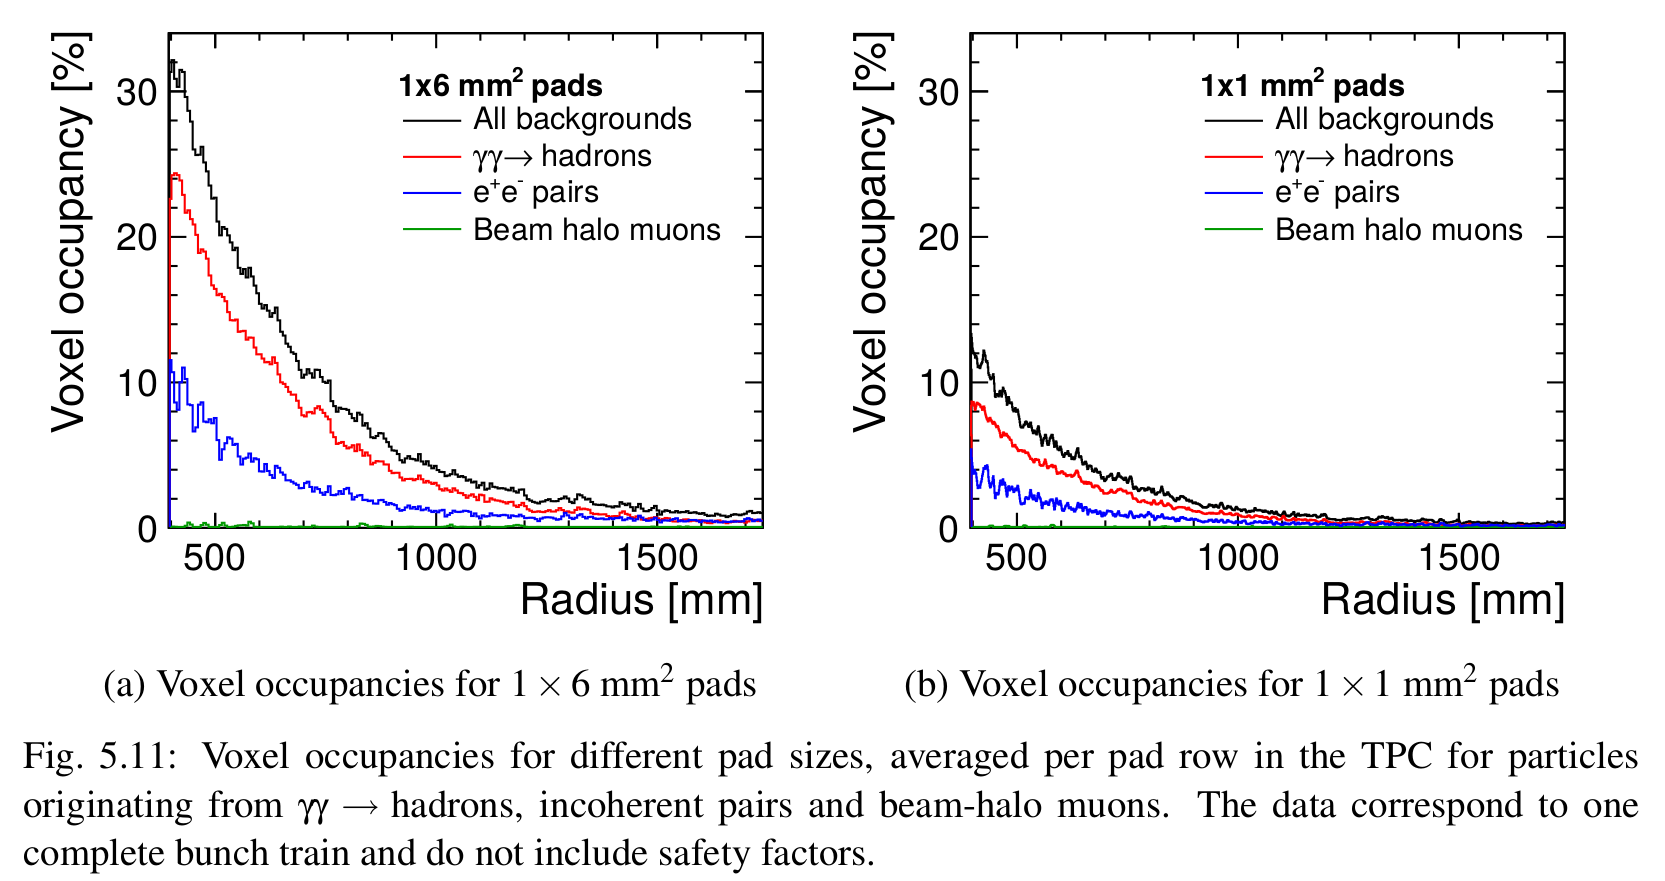 Voxel occupancy [%]
30
20
10
0
1x6 mm² pads
All backgrounds
γγ→ hadrons
e⁺e⁻ pairs
Beam halo muons
500 1000 1500
Radius [mm]
(a) Voxel occupancies for 1 × 6 mm² pads
Voxel occupancy [%]
30
20
10
0
1x1 mm² pads
All backgrounds
γγ→ hadrons
e⁺e⁻ pairs
Beam halo muons
500 1000 1500
Radius [mm]
(b) Voxel occupancies for 1 × 1 mm² pads
Fig. 5.11: Voxel occupancies for different pad sizes, averaged per pad row in the TPC for particles
originating from γγ → hadrons, incoherent pairs and beam-halo muons. The data correspond to one
complete bunch train and do not include safety factors.